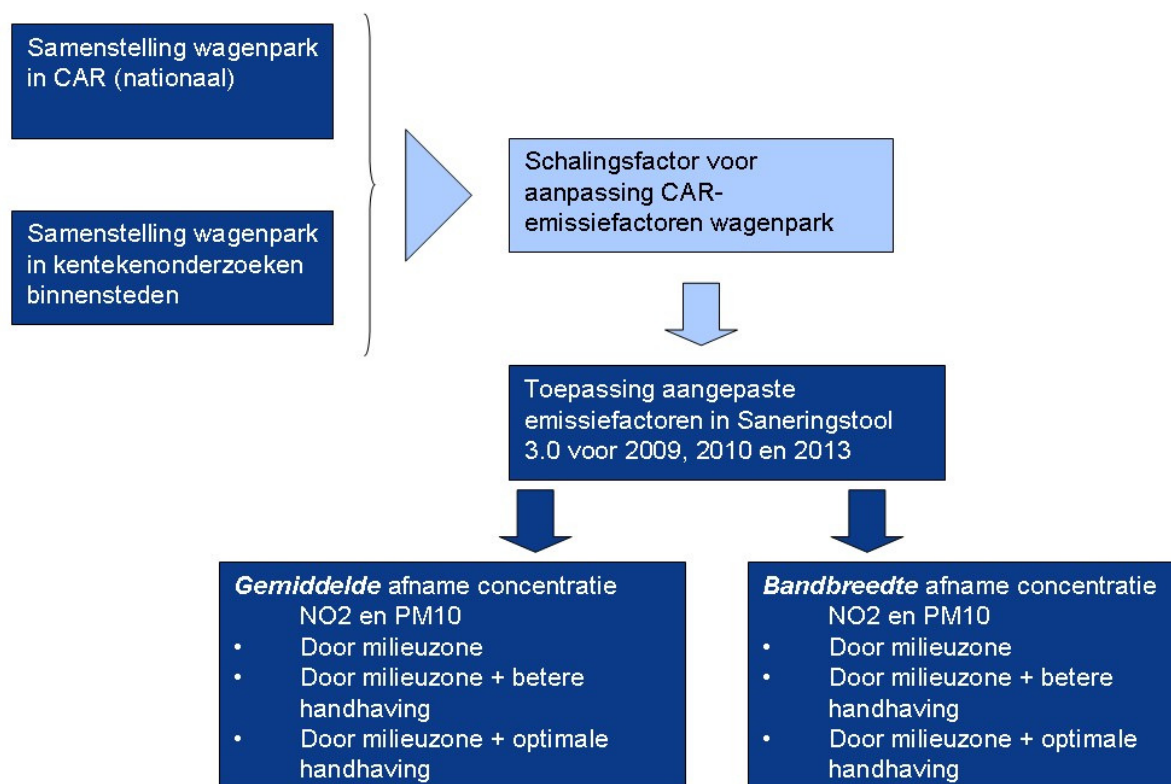 Samenstelling wagenpark
in CAR (nationaal)
Samenstelling wagenpark
in kentekenonderzoeken
binnensteden
Schalingsfactor voor
aanpassing CAR-
emissiefactoren wagenpark
Toepassing aangepaste
emissiefactoren in Saneringstool
3.0 voor 2009, 2010 en 2013
Gemiddelde afname concentratie
NO2 en PM10
• Door milieuzone
• Door milieuzone + betere
handhaving
• Door milieuzone + optimale
handhaving
Bandbreedte afname concentratie
NO2 en PM10
• Door milieuzone
• Door milieuzone + betere
handhaving
• Door milieuzone + optimale
handhaving